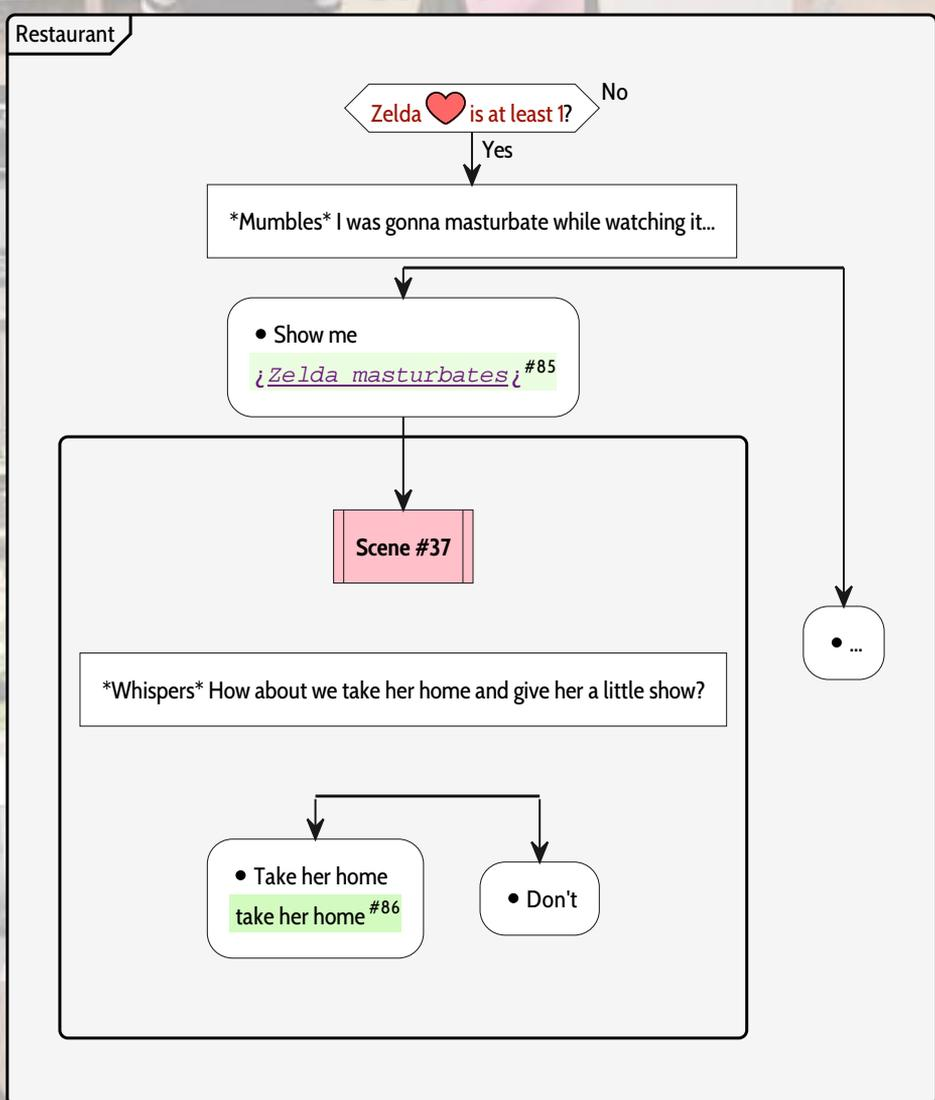 Restaurant
Zelda is at least 1?
No
Yes
*Mumbles* I was gonna masturbate while watching it...
• Show me
¿Zelda masturbates¿#85
Scene #37
• ...
*Whispers* How about we take her home and give her a little show?
• Take her home
take her home #86
• Don't